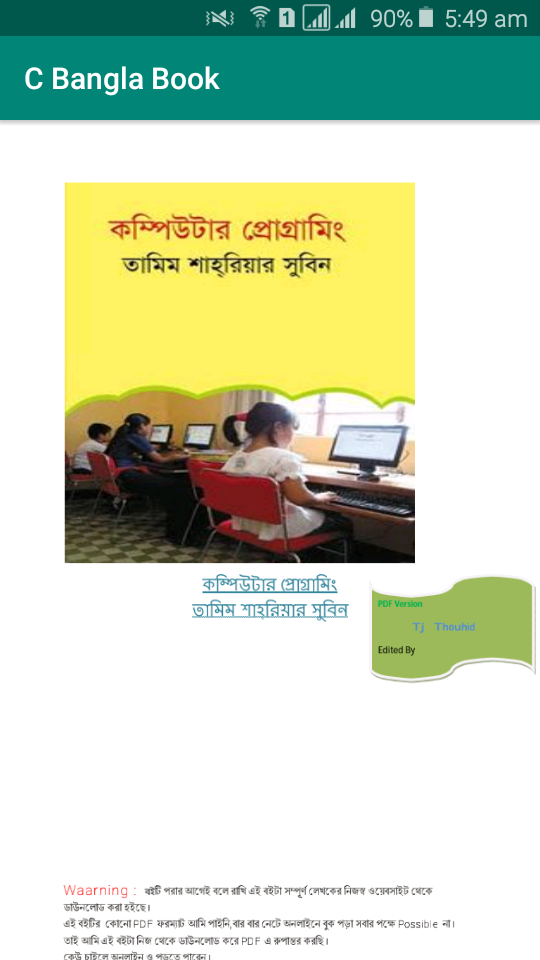 90% 5:49 am
C Bangla Book
কম্পিউটার প্রোগ্রামিং
তামিম শাহ্‌রিয়ার সুবিন
কম্পিউটার প্রোগ্রামিং
তামিম শাহরিয়ার সুবিন
PDF Version
Tj Thouhid
Edited By
Waarning : বইটি পরার আগেই বলে রাখি এই বইটা সম্পূর্ণ লেখকের নিজস্ব ওয়েবসাইট থেকে
ডাউনলোড করা হইছে।
এই বইটির কোনো PDF ফরম্যাট আমি পাইনি,বার বার নেটে অনলাইনে বুক পড়া সবার পক্ষে Possible না।
তাই আমি এই বইটা নিজ থেকে ডাউনলোড করে PDF এ রুপান্তর করছি।
কেউ চাইলে অনলাইন ও পড়তে পারেন।